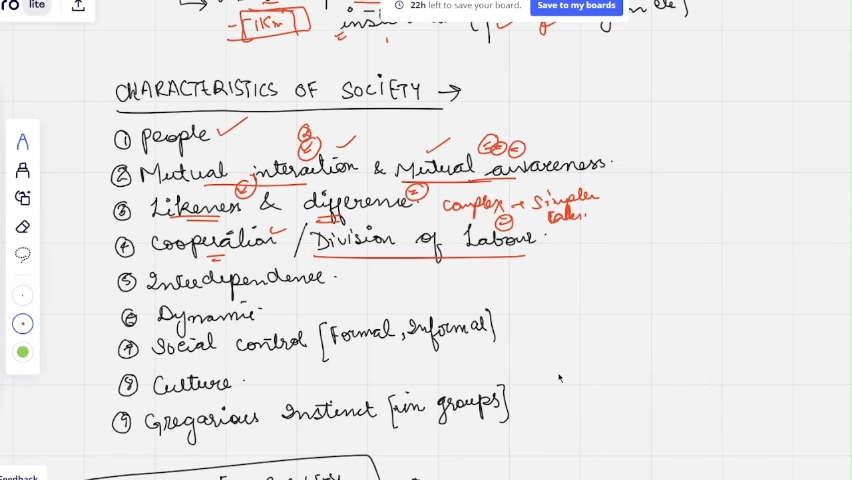 ro lite
22h left to save your board. Save to my boards
1Km
CHARACTERISTICS OF SOCIETY →
① People
② Mutual interaction & Mutual awareness.
③ Likeness & difference. complex → Simpler tasks.
④ Cooperation / Division of Labour.
⑤ Interdependence.
⑥ Dynamic.
⑦ Social control [Formal, Informal]
⑧ Culture.
⑨ Gregarious Instinct [in groups]
Feedback